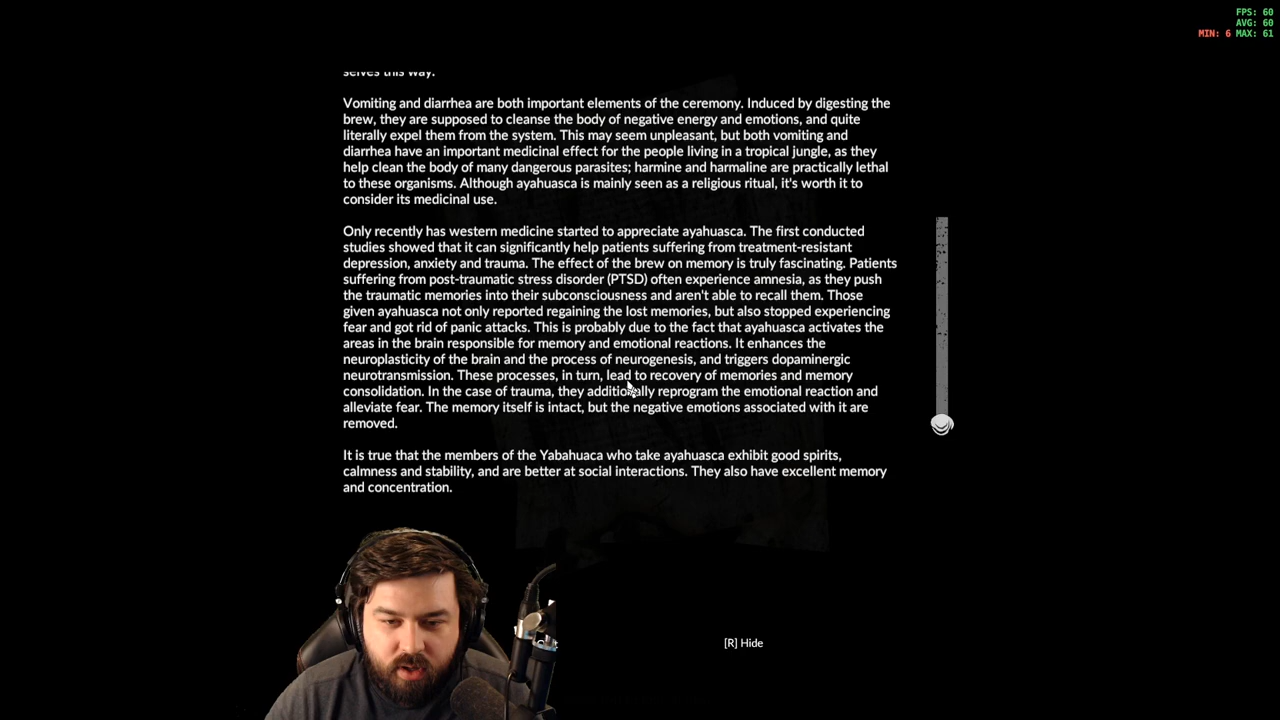 FPS: 60
AVG: 60
MIN: 6 MAX: 61
selves this way.
Vomiting and diarrhea are both important elements of the ceremony. Induced by digesting the
brew, they are supposed to cleanse the body of negative energy and emotions, and quite
literally expel them from the system. This may seem unpleasant, but both vomiting and
diarrhea have an important medicinal effect for the people living in a tropical jungle, as they
help clean the body of many dangerous parasites; harmine and harmaline are practically lethal
to these organisms. Although ayahuasca is mainly seen as a religious ritual, it's worth it to
consider its medicinal use.
Only recently has western medicine started to appreciate ayahuasca. The first conducted
studies showed that it can significantly help patients suffering from treatment-resistant
depression, anxiety and trauma. The effect of the brew on memory is truly fascinating. Patients
suffering from post-traumatic stress disorder (PTSD) often experience amnesia, as they push
the traumatic memories into their subconsciousness and aren't able to recall them. Those
given ayahuasca not only reported regaining the lost memories, but also stopped experiencing
fear and got rid of panic attacks. This is probably due to the fact that ayahuasca activates the
areas in the brain responsible for memory and emotional reactions. It enhances the
neuroplasticity of the brain and the process of neurogenesis, and triggers dopaminergic
neurotransmission. These processes, in turn, lead to recovery of memories and memory
consolidation. In the case of trauma, they additionally reprogram the emotional reaction and
alleviate fear. The memory itself is intact, but the negative emotions associated with it are
removed.
It is true that the members of the Yabahuaca who take ayahuasca exhibit good spirits,
calmness and stability, and are better at social interactions. They also have excellent memory
and concentration.
[R] Hide